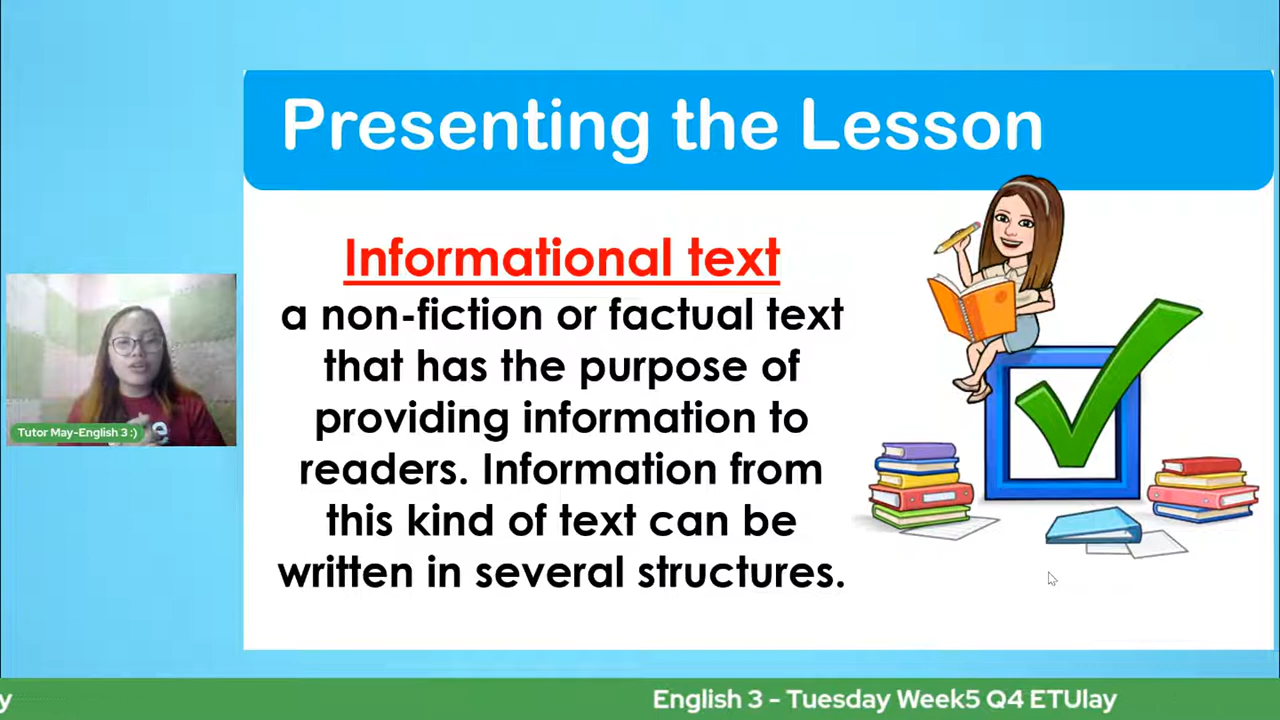 Presenting the Lesson
Informational text
a non-fiction or factual text
that has the purpose of
providing information to
readers. Information from
this kind of text can be
written in several structures.
Tutor May-English 3 :)
y
English 3 - Tuesday Week5 Q4 ETUlay